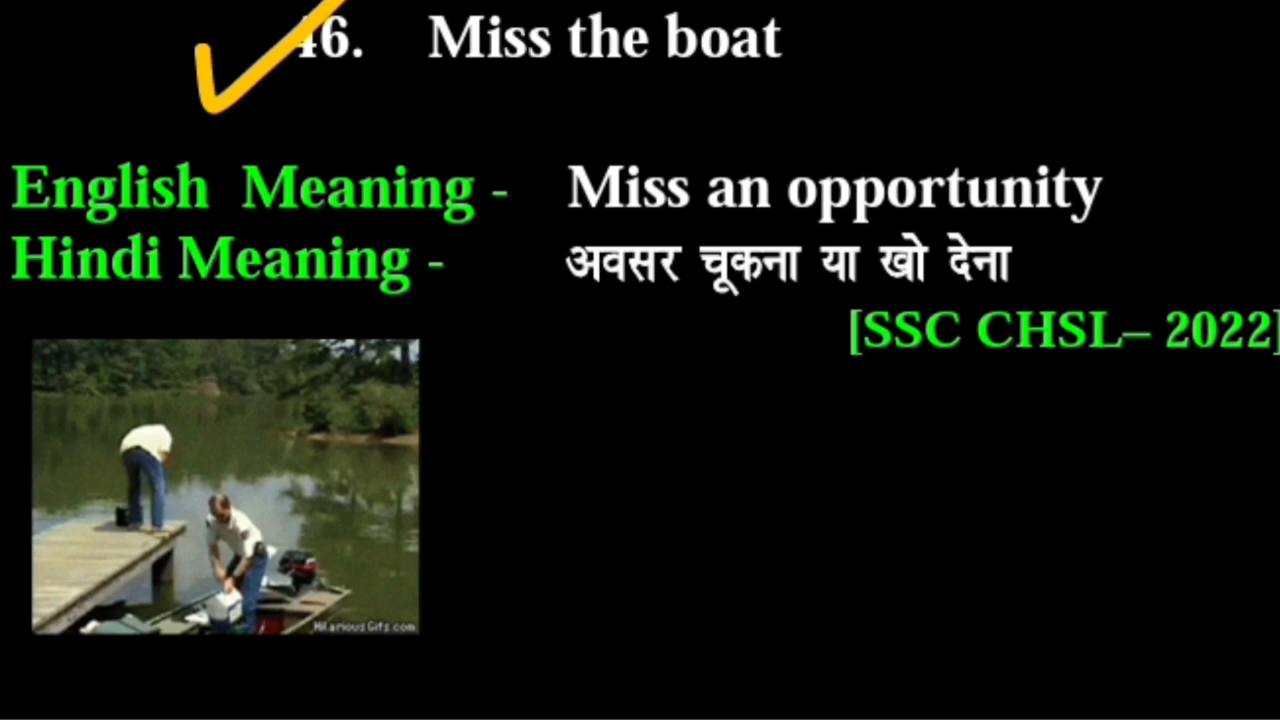 46. Miss the boat
English Meaning - Miss an opportunity
Hindi Meaning - अवसर चूकना या खो देना
[SSC CHSL– 2022]
HilariousGifs.com